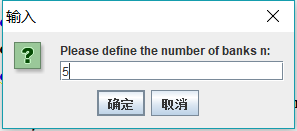 输入
Please define the number of banks n:
5
确定
取消